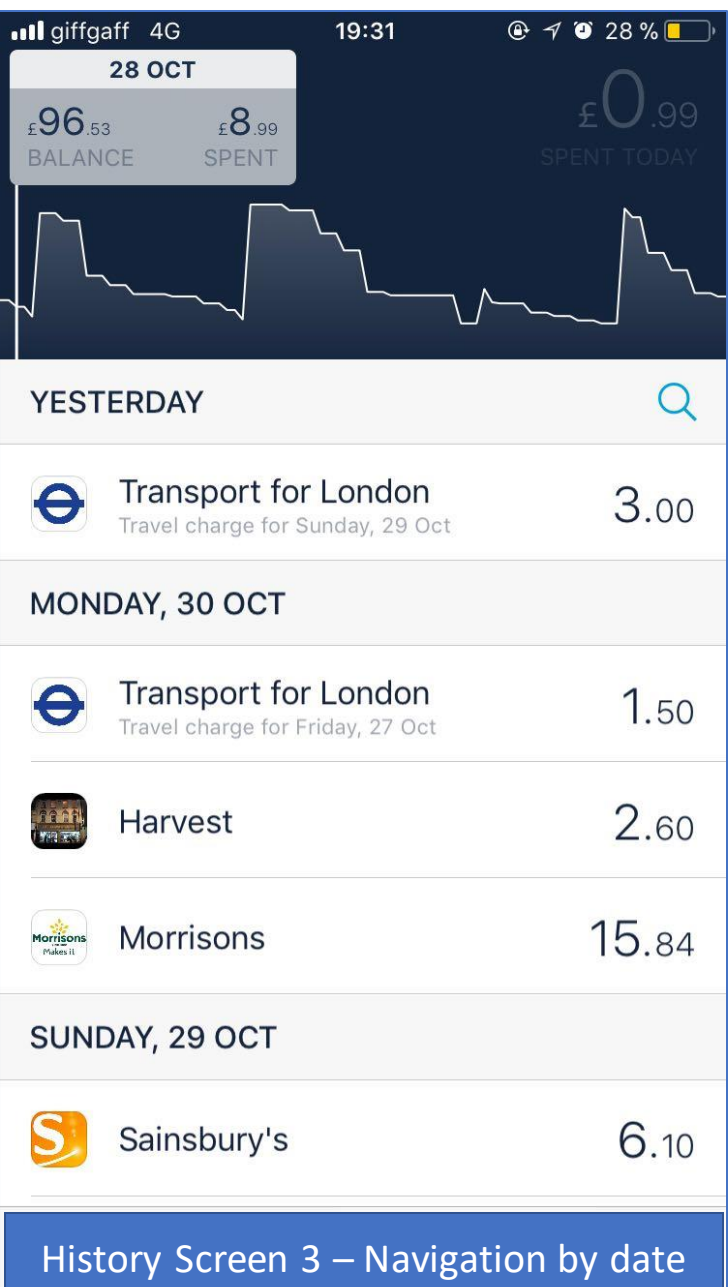 giffgaff 4G 19:31 28 %
28 OCT
£96.53 £8.99
BALANCE SPENT
£0.99
SPENT TODAY
YESTERDAY
Transport for London 3.00
Travel charge for Sunday, 29 Oct
MONDAY, 30 OCT
Transport for London 1.50
Travel charge for Friday, 27 Oct
Harvest 2.60
Morrisons
Makes it
Morrisons 15.84
SUNDAY, 29 OCT
S
Sainsbury's 6.10
History Screen 3 – Navigation by date